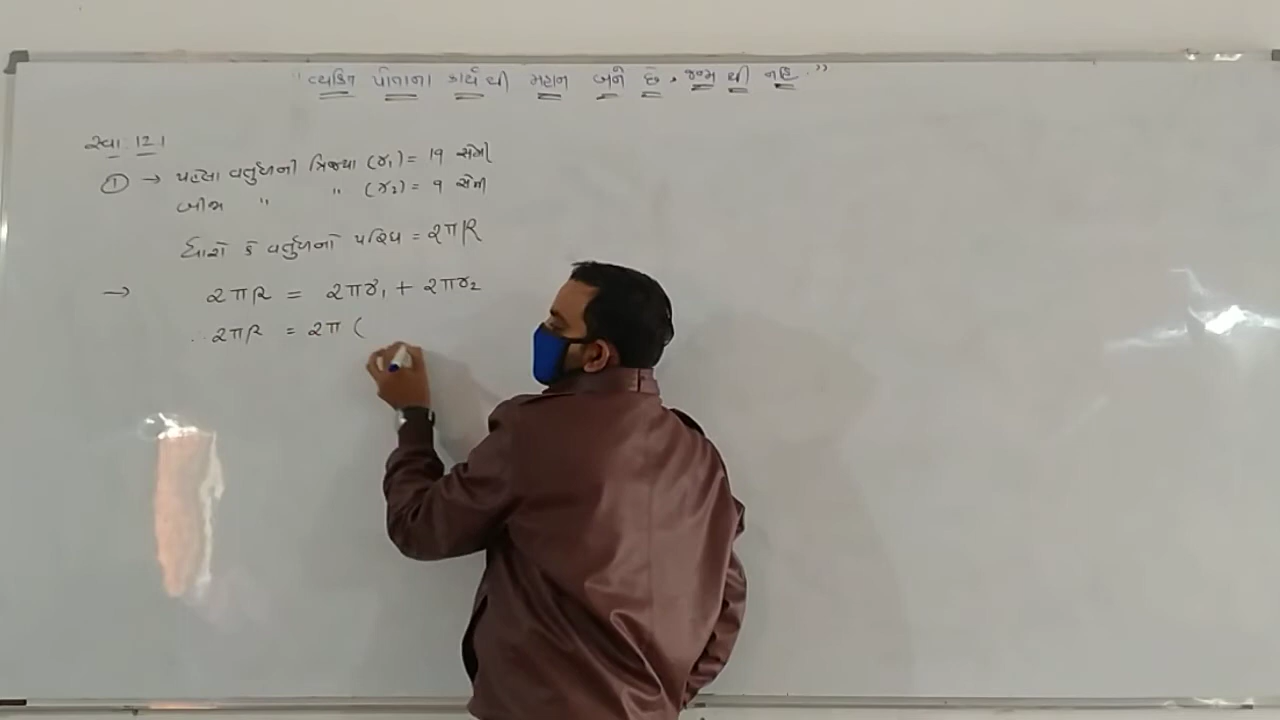 " વ્યકિત પોતાના કાર્ય થી મહાન બને છે, જન્મ થી નહિ. "
સ્વા. 12.1
① → પહેલા વર્તુળની ત્રિજ્યા (r₁) = 19 સેમી
બીજા " " (r₂) = 9 સેમી
ધારો કે વર્તુળનો પરિઘ = 2πR
→ 2πR = 2πr₁ + 2πr₂
∴ 2πR = 2π (